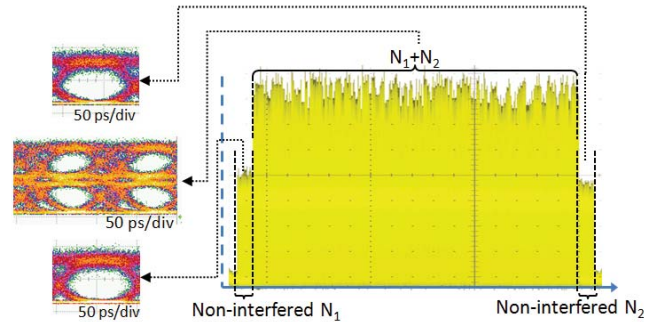 N₁+N₂
50 ps/div
50 ps/div
50 ps/div
Non-interfered N₁
Non-interfered N₂